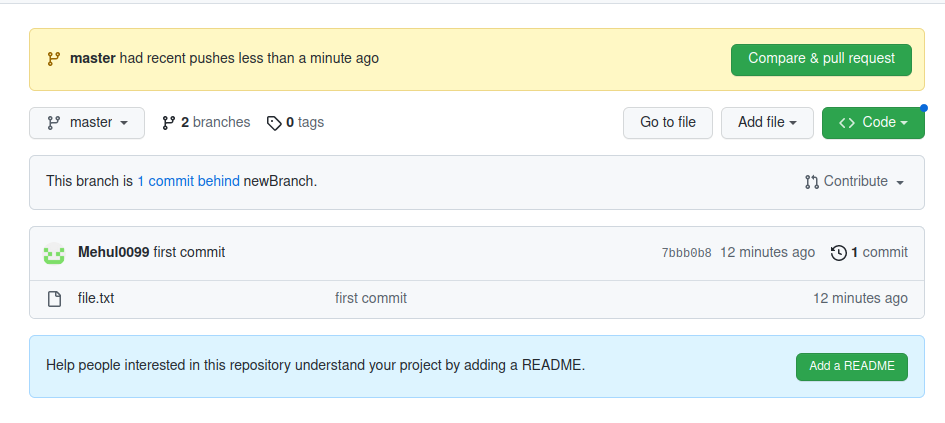 master had recent pushes less than a minute ago Compare & pull request
master 2 branches 0 tags Go to file Add file Code
This branch is 1 commit behind newBranch. Contribute
Mehul0099 first commit 7bbb0b8 12 minutes ago 1 commit
file.txt first commit 12 minutes ago
Help people interested in this repository understand your project by adding a README. Add a README